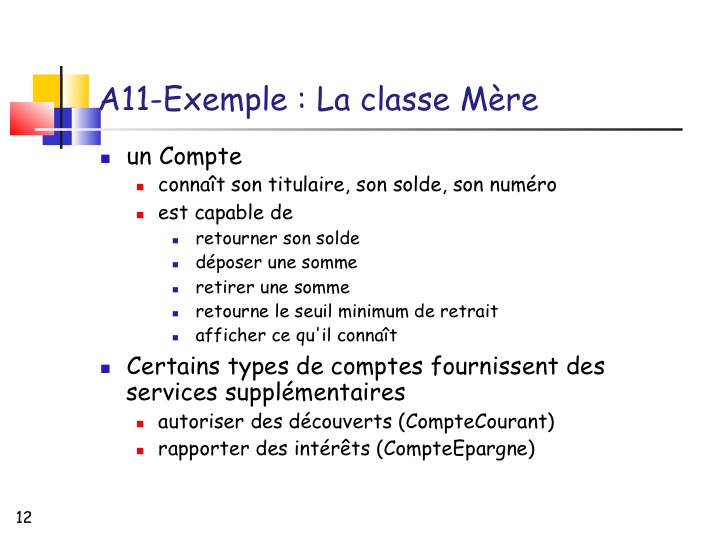 A11-Exemple : La classe Mère
un Compte
connaît son titulaire, son solde, son numéro
est capable de
retourner son solde
déposer une somme
retirer une somme
retourne le seuil minimum de retrait
afficher ce qu'il connaît
Certains types de comptes fournissent des
services supplémentaires
autoriser des découverts (CompteCourant)
rapporter des intérêts (CompteEpargne)
12